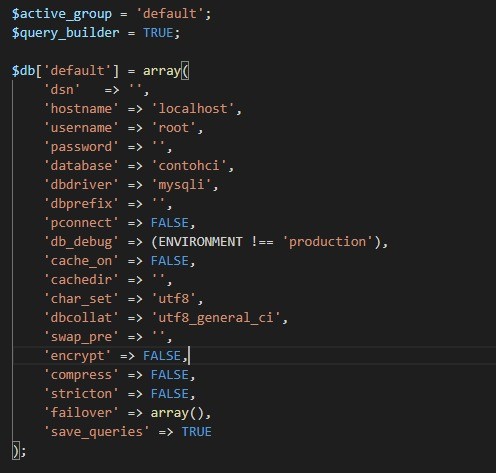 $active_group = 'default';
$query_builder = TRUE;
$db['default'] = array(
'dsn'   => '',
'hostname' => 'localhost',
'username' => 'root',
'password' => '',
'database' => 'contohci',
'dbdriver' => 'mysqli',
'dbprefix' => '',
'pconnect' => FALSE,
'db_debug' => (ENVIRONMENT !== 'production'),
'cache_on' => FALSE,
'cachedir' => '',
'char_set' => 'utf8',
'dbcollat' => 'utf8_general_ci',
'swap_pre' => '',
'encrypt' => FALSE,
'compress' => FALSE,
'stricton' => FALSE,
'failover' => array(),
'save_queries' => TRUE
);